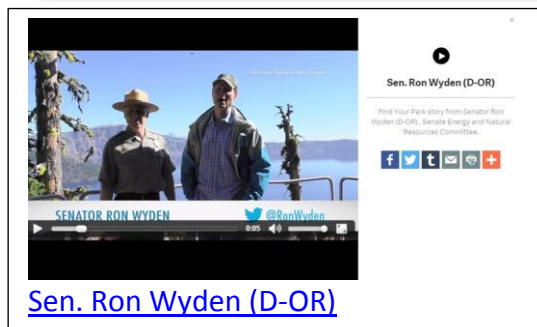 Crater Lake National Park, Oregon
Sen. Ron Wyden (D-OR)
Find Your Park story from Senator Ron
Wyden (D-OR) , Senate Energy and Natural
Resources Committee.
SENATOR RON WYDEN
@RonWyden
0:05
Sen. Ron Wyden (D-OR)